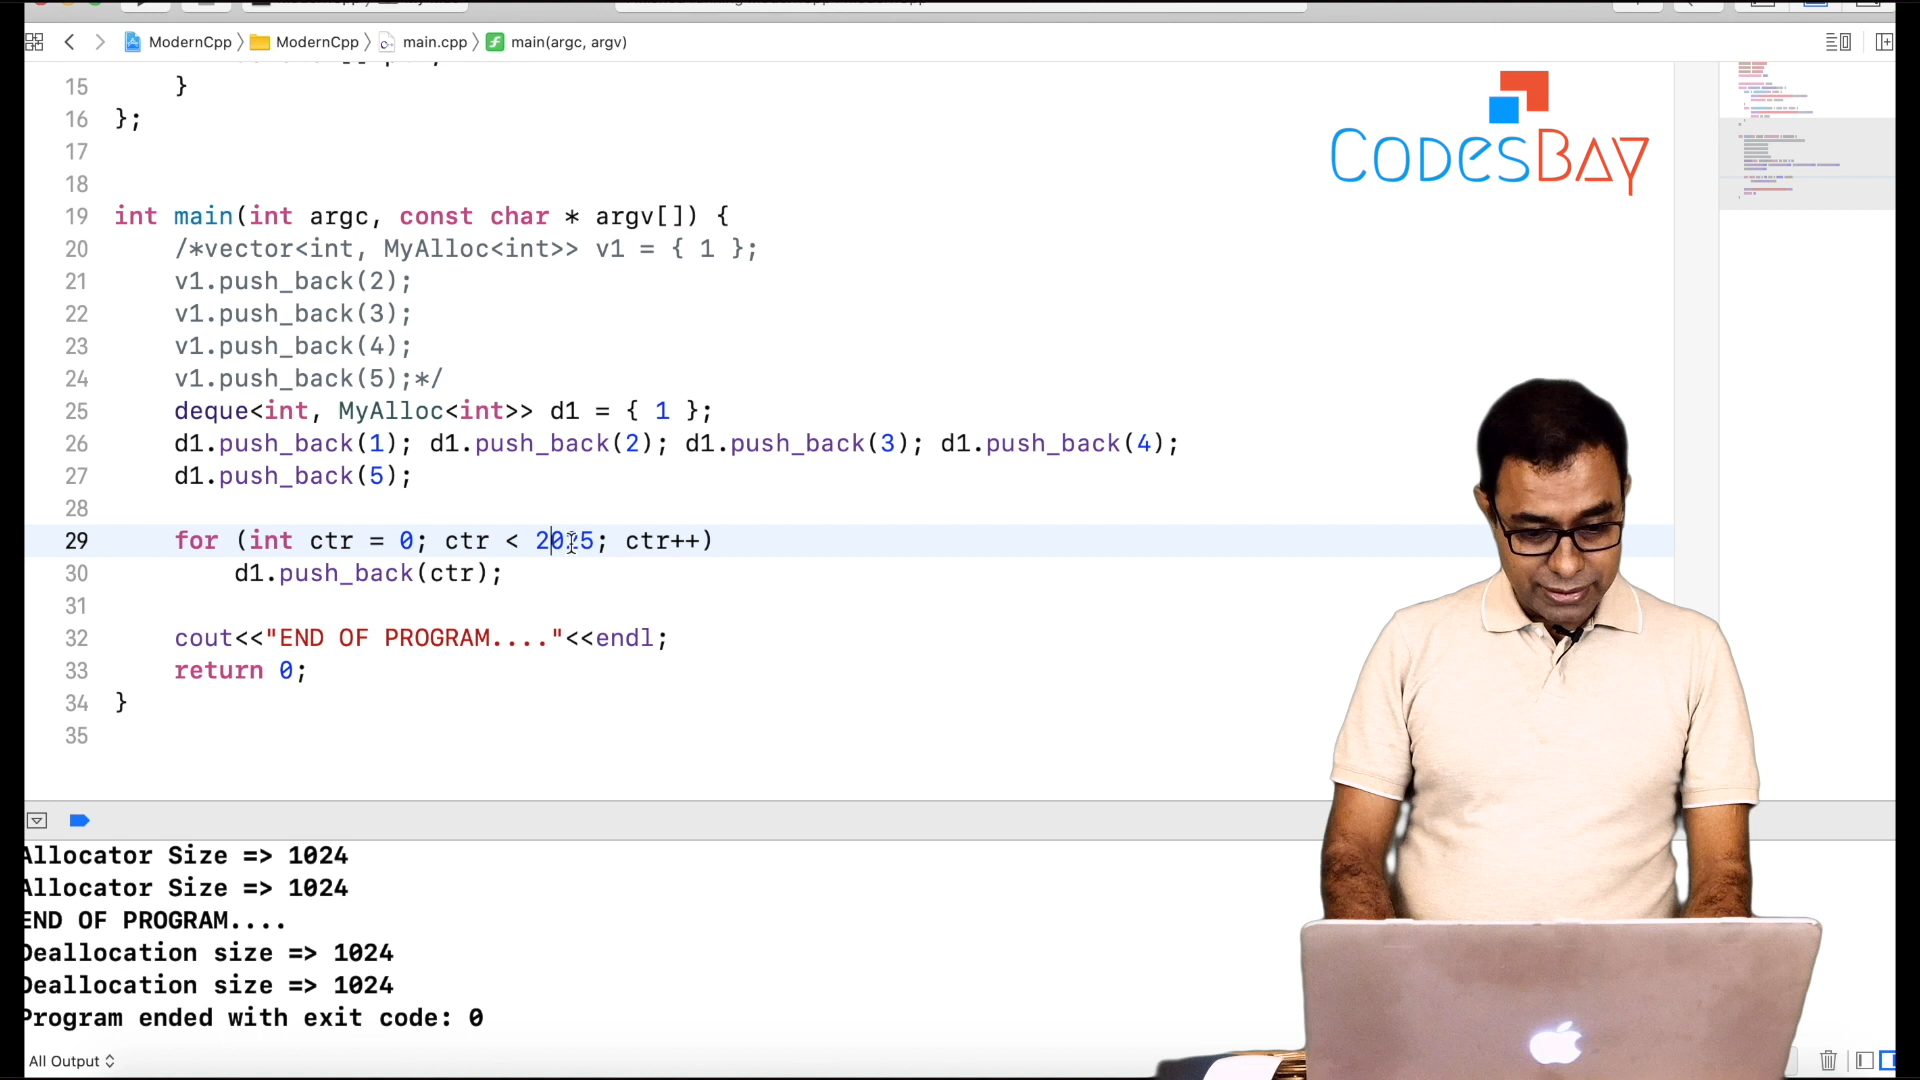 ModernCpp 〉 ModernCpp 〉 main.cpp 〉 main(argc, argv)
15 }
16 };
17
18
19 int main(int argc, const char * argv[]) {
20 /*vector<int, MyAlloc<int>> v1 = { 1 };
21 v1.push_back(2);
22 v1.push_back(3);
23 v1.push_back(4);
24 v1.push_back(5);*/
25 deque<int, MyAlloc<int>> d1 = { 1 };
26 d1.push_back(1); d1.push_back(2); d1.push_back(3); d1.push_back(4);
27 d1.push_back(5);
28
29 for (int ctr = 0; ctr < 2025; ctr++)
30 d1.push_back(ctr);
31
32 cout<<"END OF PROGRAM...."<<endl;
33 return 0;
34 }
35
CodesBay
Allocator Size => 1024
Allocator Size => 1024
END OF PROGRAM....
Deallocation size => 1024
Deallocation size => 1024
Program ended with exit code: 0
All Output